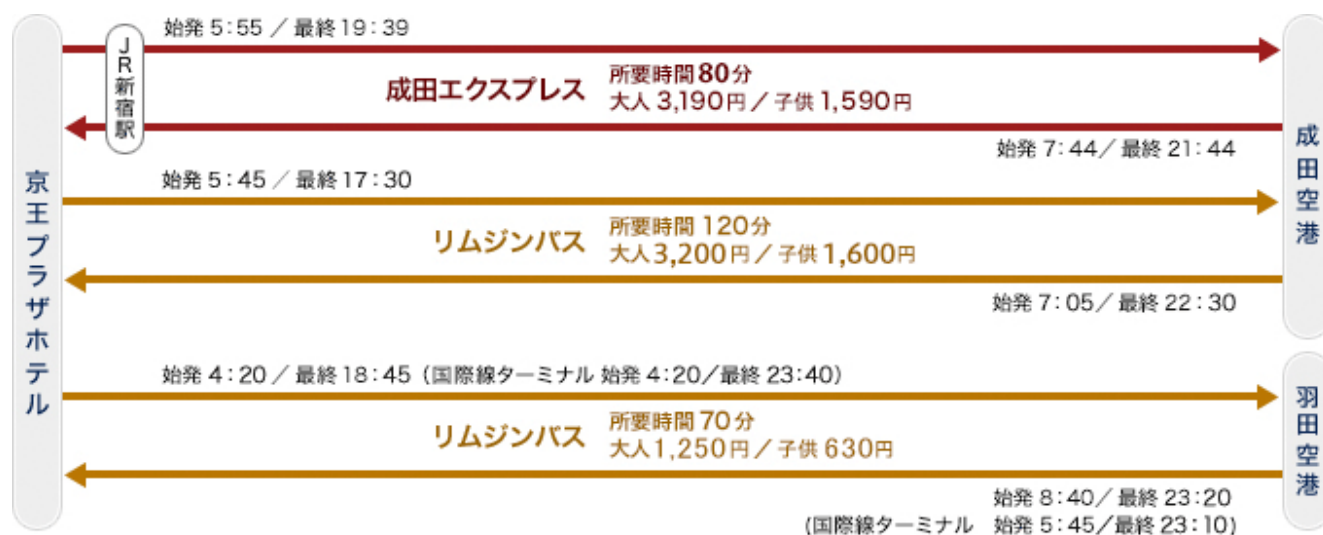 京王プラザホテル
JR新宿駅
始発 5:55 / 最終 19:39
成田エクスプレス
所要時間 80分
大人 3,190円 / 子供 1,590円
始発 7:44 / 最終 21:44
始発 5:45 / 最終 17:30
リムジンバス
所要時間 120分
大人 3,200円 / 子供 1,600円
始発 7:05 / 最終 22:30
成田空港
始発 4:20 / 最終 18:45 (国際線ターミナル 始発 4:20/最終 23:40)
リムジンバス
所要時間 70分
大人 1,250円 / 子供 630円
始発 8:40 / 最終 23:20
(国際線ターミナル 始発 5:45/最終 23:10)
羽田空港